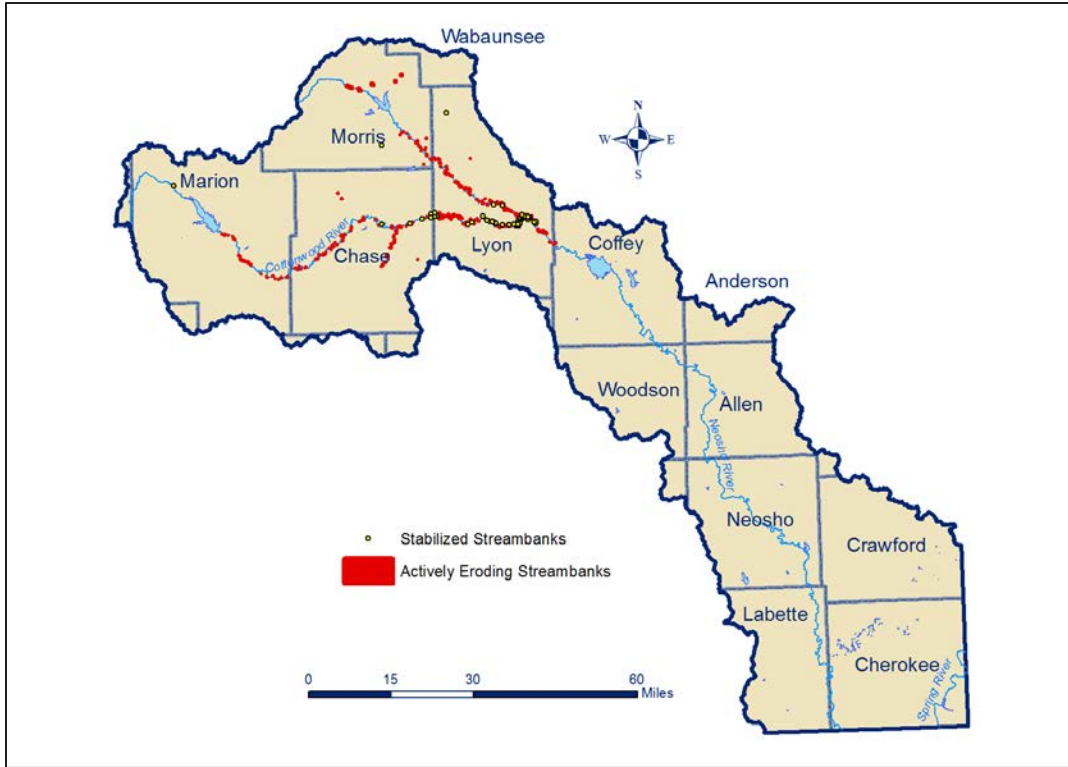 Wabaunsee
N
W
E
S
Morris
Marion
Cottonwood River
Chase
Lyon
Coffey
Anderson
Woodson
Allen
Neosho River
Neosho
Crawford
Labette
Cherokee
Spring River
Stabilized Streambanks
Actively Eroding Streambanks
0 15 30 60
Miles